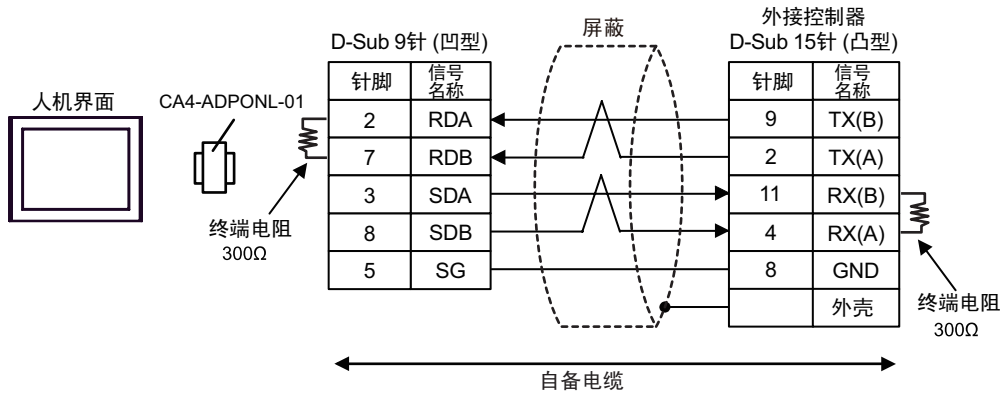 屏蔽
外接控制器
D-Sub 9针 (凹型)
D-Sub 15针 (凸型)
人机界面
CA4-ADPONL-01
针脚 信号名称
2 RDA
7 RDB
3 SDA
8 SDB
5 SG
针脚 信号名称
9 TX(B)
2 TX(A)
11 RX(B)
4 RX(A)
8 GND
外壳
终端电阻
300Ω
终端电阻
300Ω
自备电缆